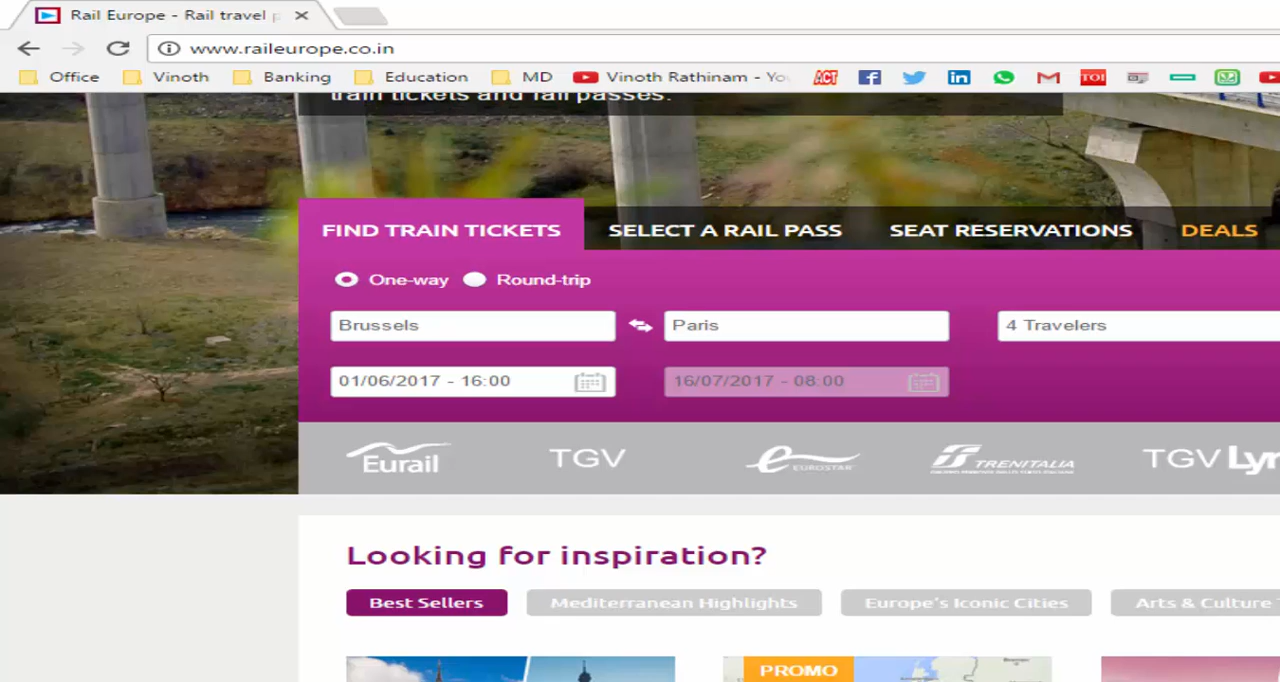 Rail Europe - Rail travel p
www.raileurope.co.in
Office Vinoth Banking Education MD Vinoth Rathinam - You ACT TOI
train tickets and rail passes.
FIND TRAIN TICKETS SELECT A RAIL PASS SEAT RESERVATIONS DEALS
One-way Round-trip
Brussels Paris 4 Travelers
01/06/2017 - 16:00 16/07/2017 - 08:00
Eurail TGV EUROSTAR TRENITALIA TGV Lyr
Looking for inspiration?
Best Sellers Mediterranean Highlights Europe's Iconic Cities Arts & Culture
PROMO